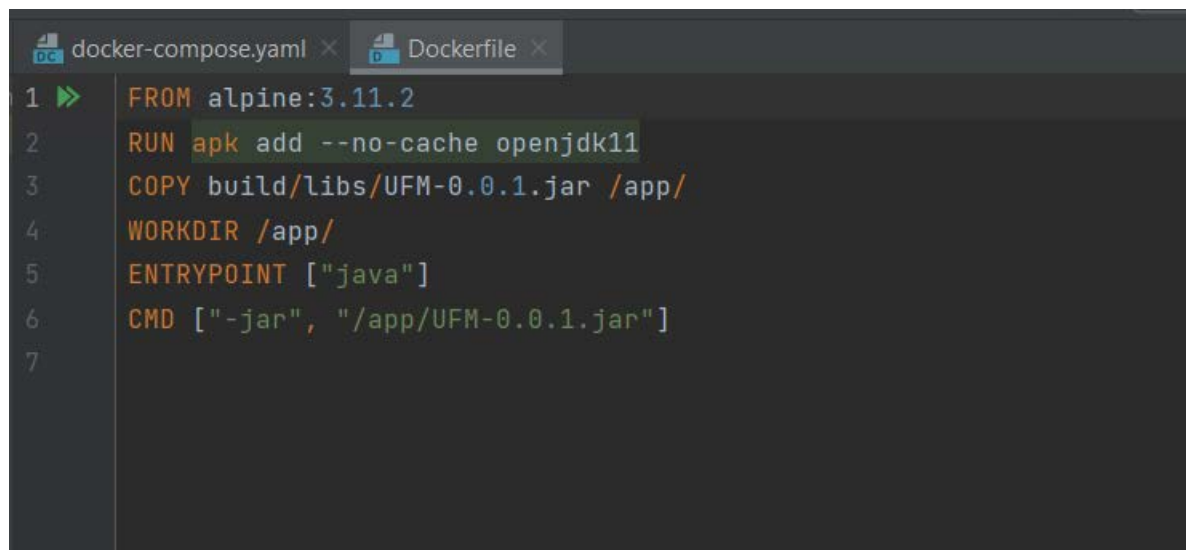 docker-compose.yaml Dockerfile
1 FROM alpine:3.11.2
2 RUN apk add --no-cache openjdk11
3 COPY build/libs/UFM-0.0.1.jar /app/
4 WORKDIR /app/
5 ENTRYPOINT ["java"]
6 CMD ["-jar", "/app/UFM-0.0.1.jar"]
7